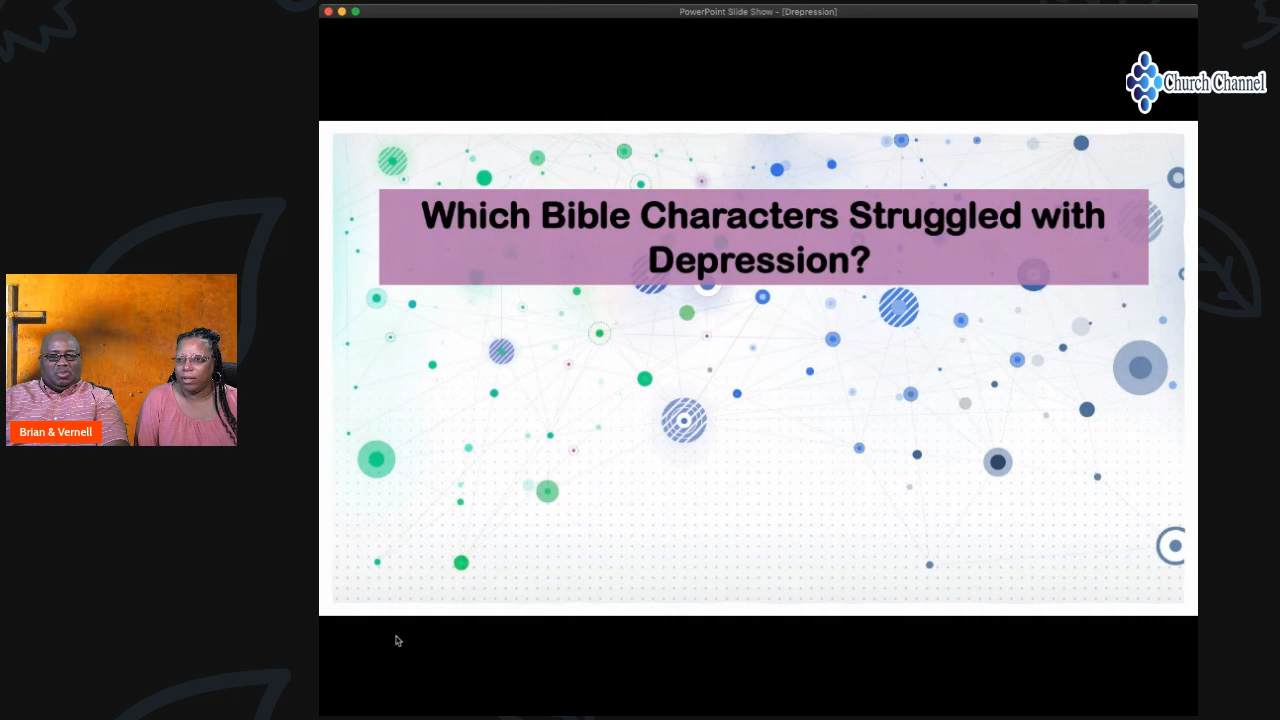 PowerPoint Slide Show - [Drepression]
Church Channel
Which Bible Characters Struggled with
Depression?
Brian & Vernell